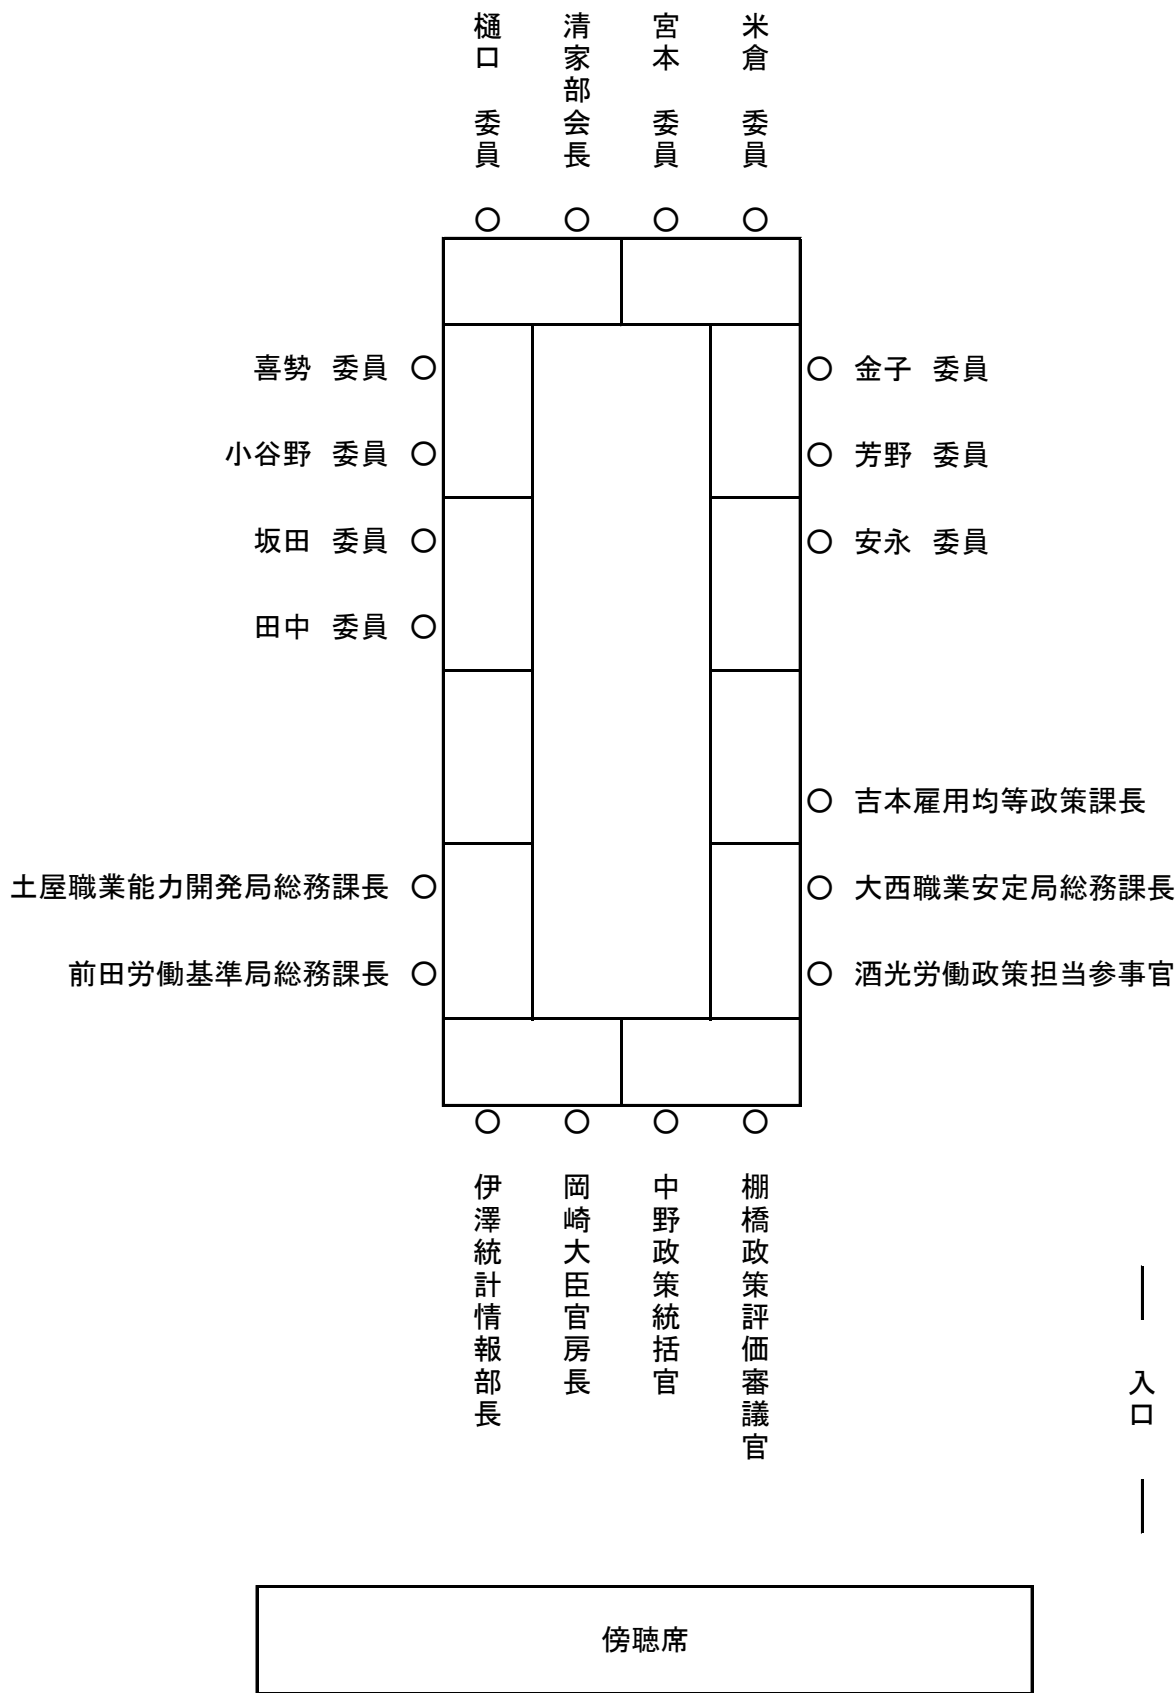 樋口 委員
清家部会長
宮本 委員
米倉 委員
喜勢 委員
金子 委員
小谷野 委員
芳野 委員
坂田 委員
安永 委員
田中 委員
吉本雇用均等政策課長
土屋職業能力開発局総務課長
大西職業安定局総務課長
前田労働基準局総務課長
酒光労働政策担当参事官
伊澤統計情報部長
岡崎大臣官房長
中野政策統括官
棚橋政策評価審議官
入口
傍聴席